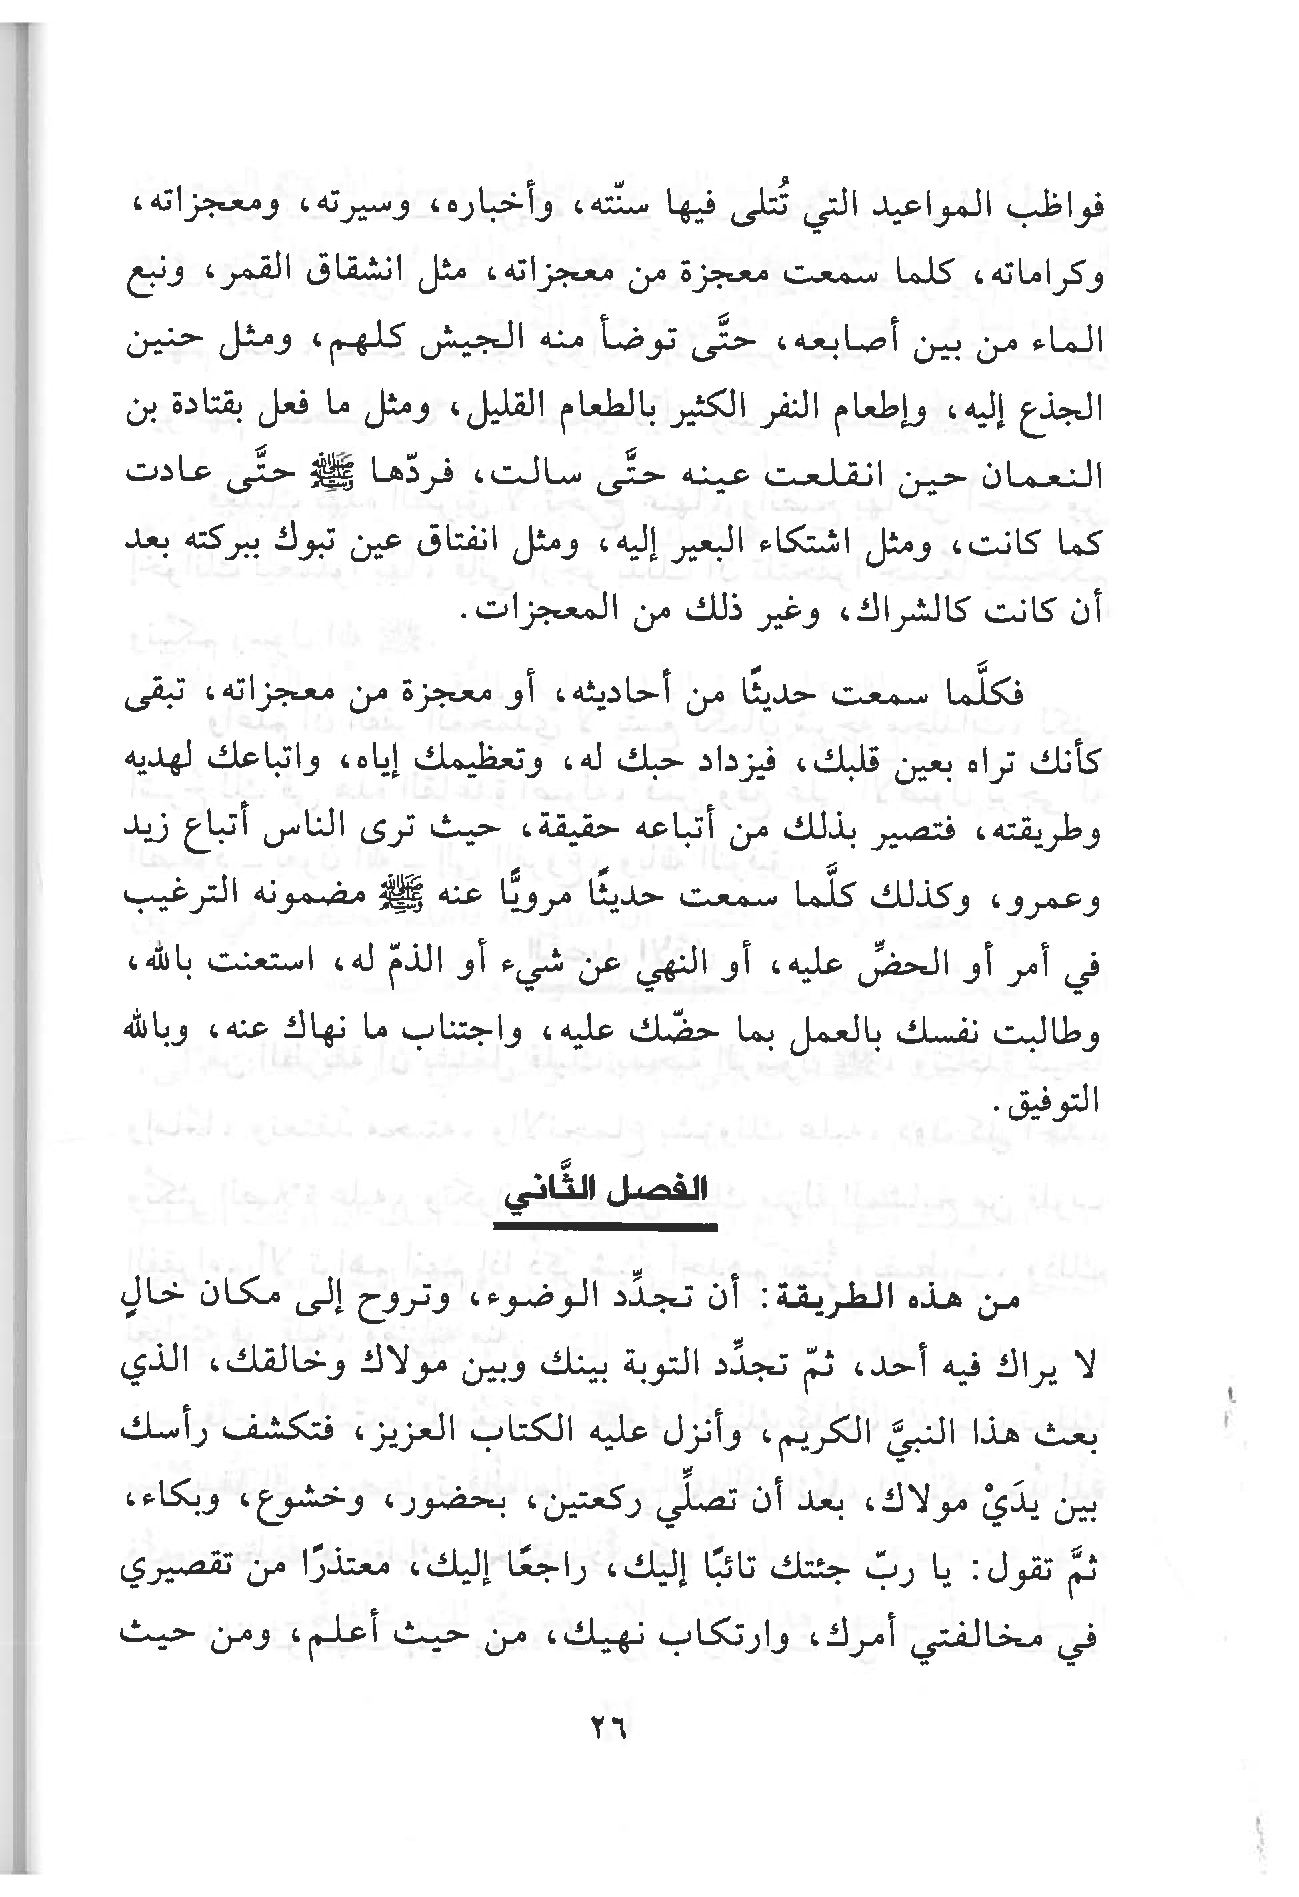 فواظب المواعيد التي تُتلى فيها سنّته، وأخباره، وسيرته، ومعجزاته،
وكراماته، كلما سمعت معجزة من معجزاته، مثل انشقاق القمر، ونبع
الماء من بين أصابعه، حتَّى توضأ منه الجيش كلهم، ومثل حنين
الجذع إليه، وإطعام النفر الكثير بالطعام القليل، ومثل ما فعل بقتادة بن
النعمان حين انقلعت عينه حتَّى سالت، فردّها ﷺ حتَّى عادت
كما كانت، ومثل اشتكاء البعير إليه، ومثل انفتاق عين تبوك ببركته بعد
أن كانت كالشراك، وغير ذلك من المعجزات.
فكلَّما سمعت حديثًا من أحاديثه، أو معجزة من معجزاته، تبقى
كأنك تراه بعين قلبك، فيزداد حبك له، وتعظيمك إياه، واتباعك لهديه
وطريقته، فتصير بذلك من أتباعه حقيقة، حيث ترى الناس أتباع زيد
وعمرو، وكذلك كلَّما سمعت حديثًا مرويًّا عنه ﷺ مضمونه الترغيب
في أمر أو الحضِّ عليه، أو النهي عن شيء أو الذمّ له، استعنت بالله،
وطالبت نفسك بالعمل بما حضّك عليه، واجتناب ما نهاك عنه، وبالله
التوفيق.
الفصل الثَّاني
من هذه الطريقة: أن تجدِّد الوضوء، وتروح إلى مكان خالٍ
لا يراك فيه أحد، ثمّ تجدِّد التوبة بينك وبين مولاك وخالقك، الذي
بعث هذا النبيَّ الكريم، وأنزل عليه الكتاب العزيز، فتكشف رأسك
بين يدَيْ مولاك، بعد أن تصلِّي ركعتين، بحضور، وخشوع، وبكاء،
ثمَّ تقول: يا ربّ جئتك تائبًا إليك، راجعًا إليك، معتذرًا من تقصيري
في مخالفتي أمرك، وارتكاب نهيك، من حيث أعلم، ومن حيث
٢٦